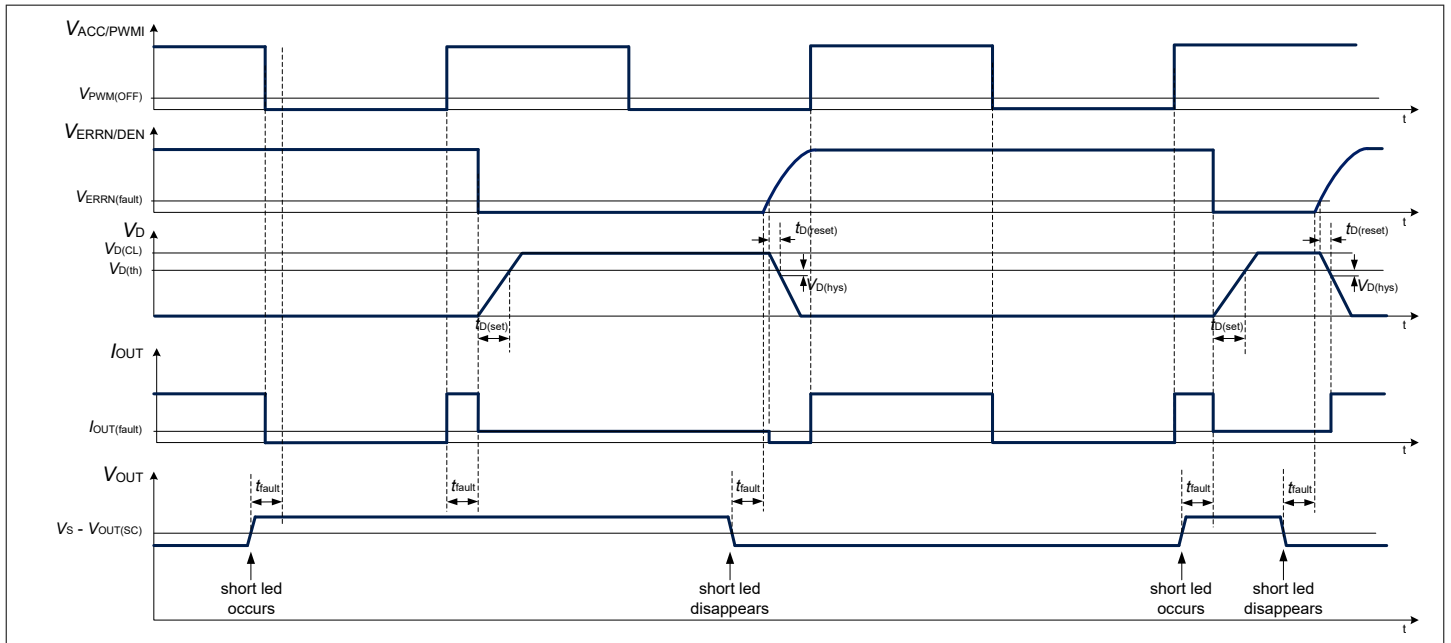 VACC/PWMI
VPWM(OFF)
t
VERRN/DEN
VERRN(fault)
t
tD(reset)
tD(reset)
VD
VD(CL)
VD(th)
VD(hys)
VD(hys)
tD(set)
tD(set)
t
IOUT
IOUT(fault)
t
VOUT
tfault
tfault
tfault
tfault
tfault
VS - VOUT(SC)
short led
occurs
short led
disappears
short led
occurs
short led
disappears
t